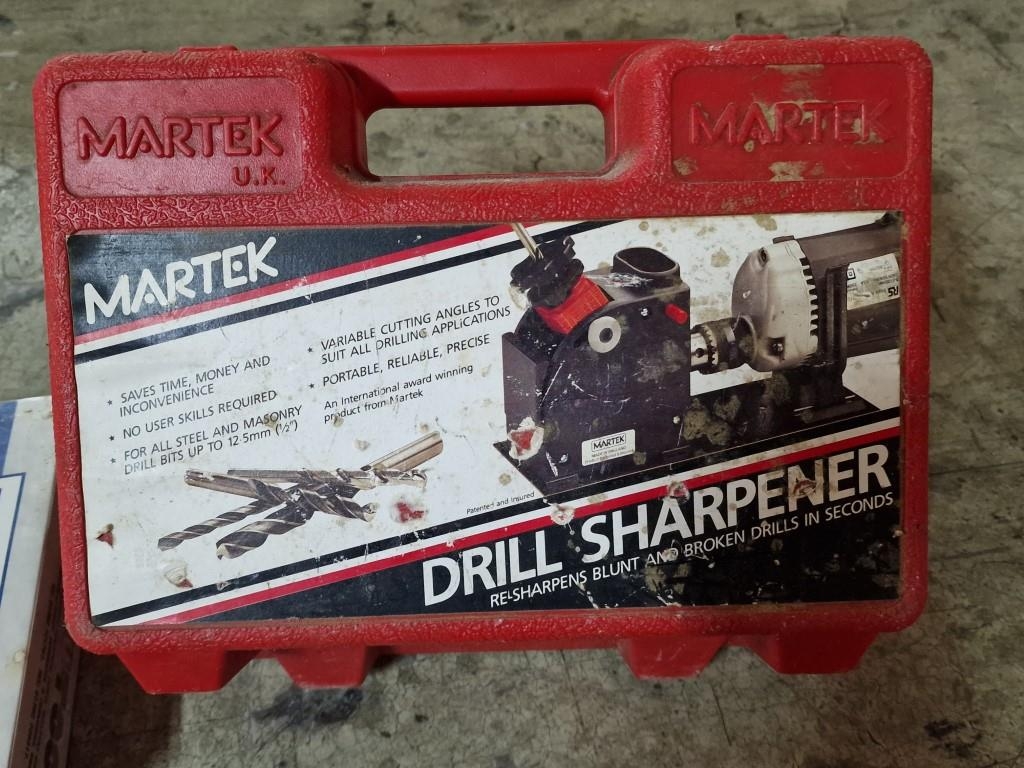 MARTEK
U.K.
MARTEK
MARTEK
* SAVES TIME, MONEY AND
INCONVENIENCE
* NO USER SKILLS REQUIRED
* FOR ALL STEEL AND MASONRY
DRILL BITS UP TO 12·5mm (½")
* VARIABLE CUTTING ANGLES TO
SUIT ALL DRILLING APPLICATIONS
* PORTABLE, RELIABLE, PRECISE
An International award winning
product from Martek
MARTEK
Patented and Insured
DRILL SHARPENER
RE-SHARPENS BLUNT AND BROKEN DRILLS IN SECONDS